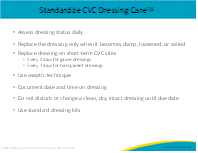 Standardize CVC Dressing Care
• Assess dressing status daily
• Replace the dressing only when it becomes damp, loosened, or soiled
• Replace dressing on short-term CVC sites
• Every 2 days for gauze dressings
• Every 7 days for transparent dressings
• Use aseptic technique
• Document date and time on dressing
• Do not disturb or change a clean, dry intact dressing until due date
• Use standard dressing kits